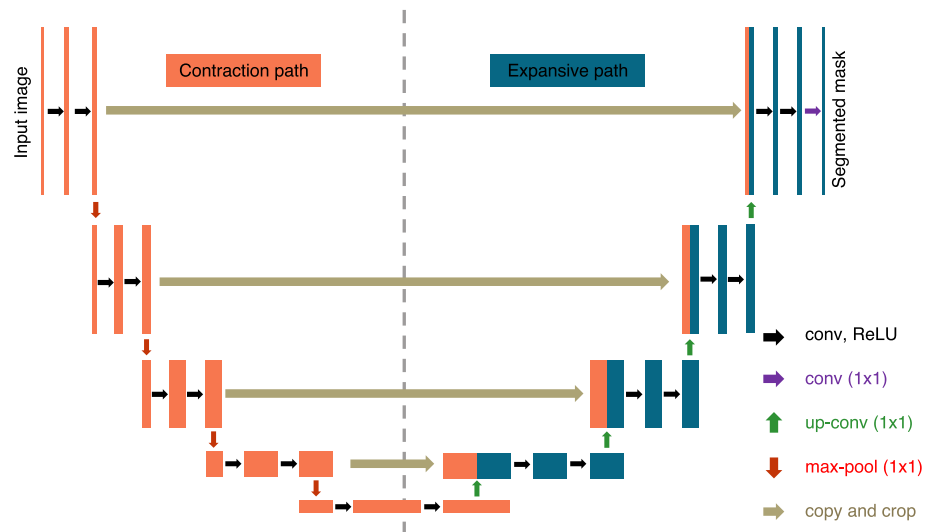 Contraction path
Expansive path
Input image
Segmented mask
conv, ReLU
conv (1x1)
up-conv (1x1)
max-pool (1x1)
copy and crop